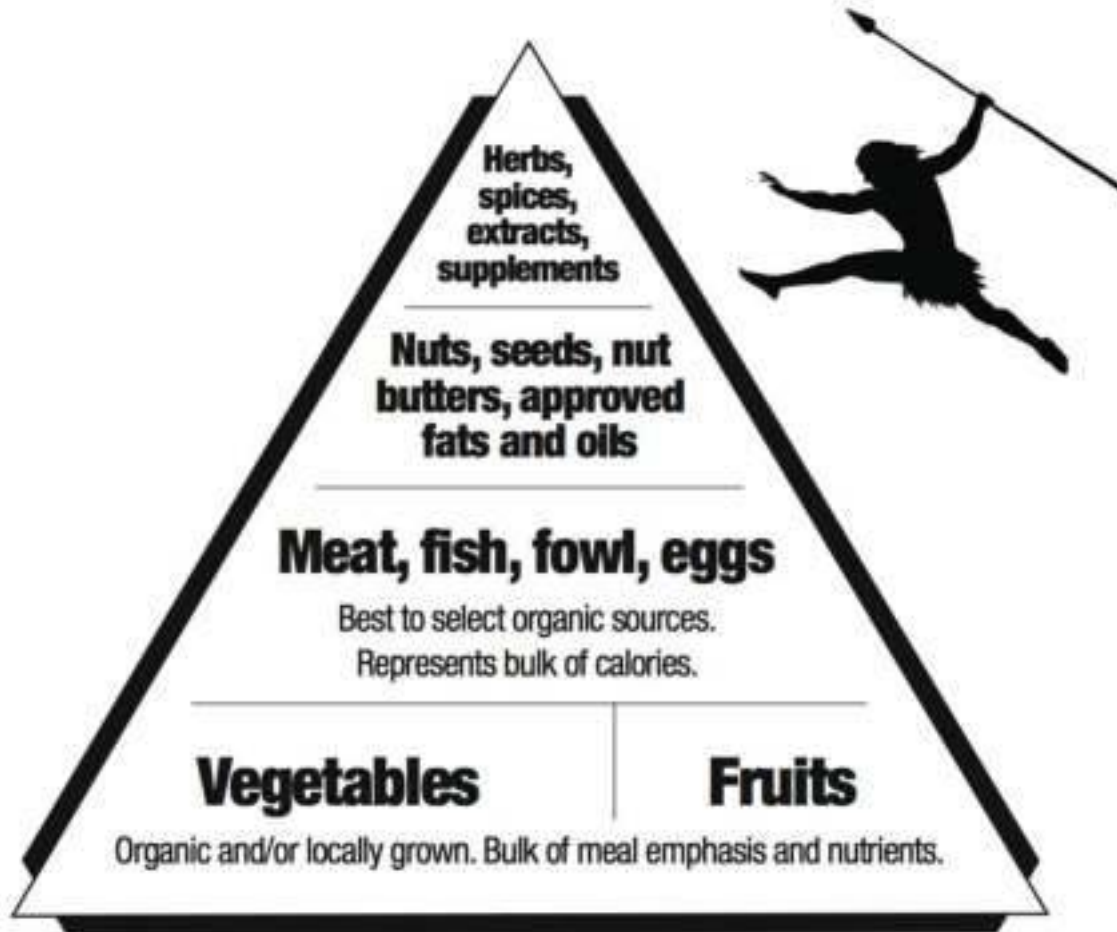 Herbs,
spices,
extracts,
supplements
Nuts, seeds, nut
butters, approved
fats and oils
Meat, fish, fowl, eggs
Best to select organic sources.
Represents bulk of calories.
Vegetables
Fruits
Organic and/or locally grown. Bulk of meal emphasis and nutrients.